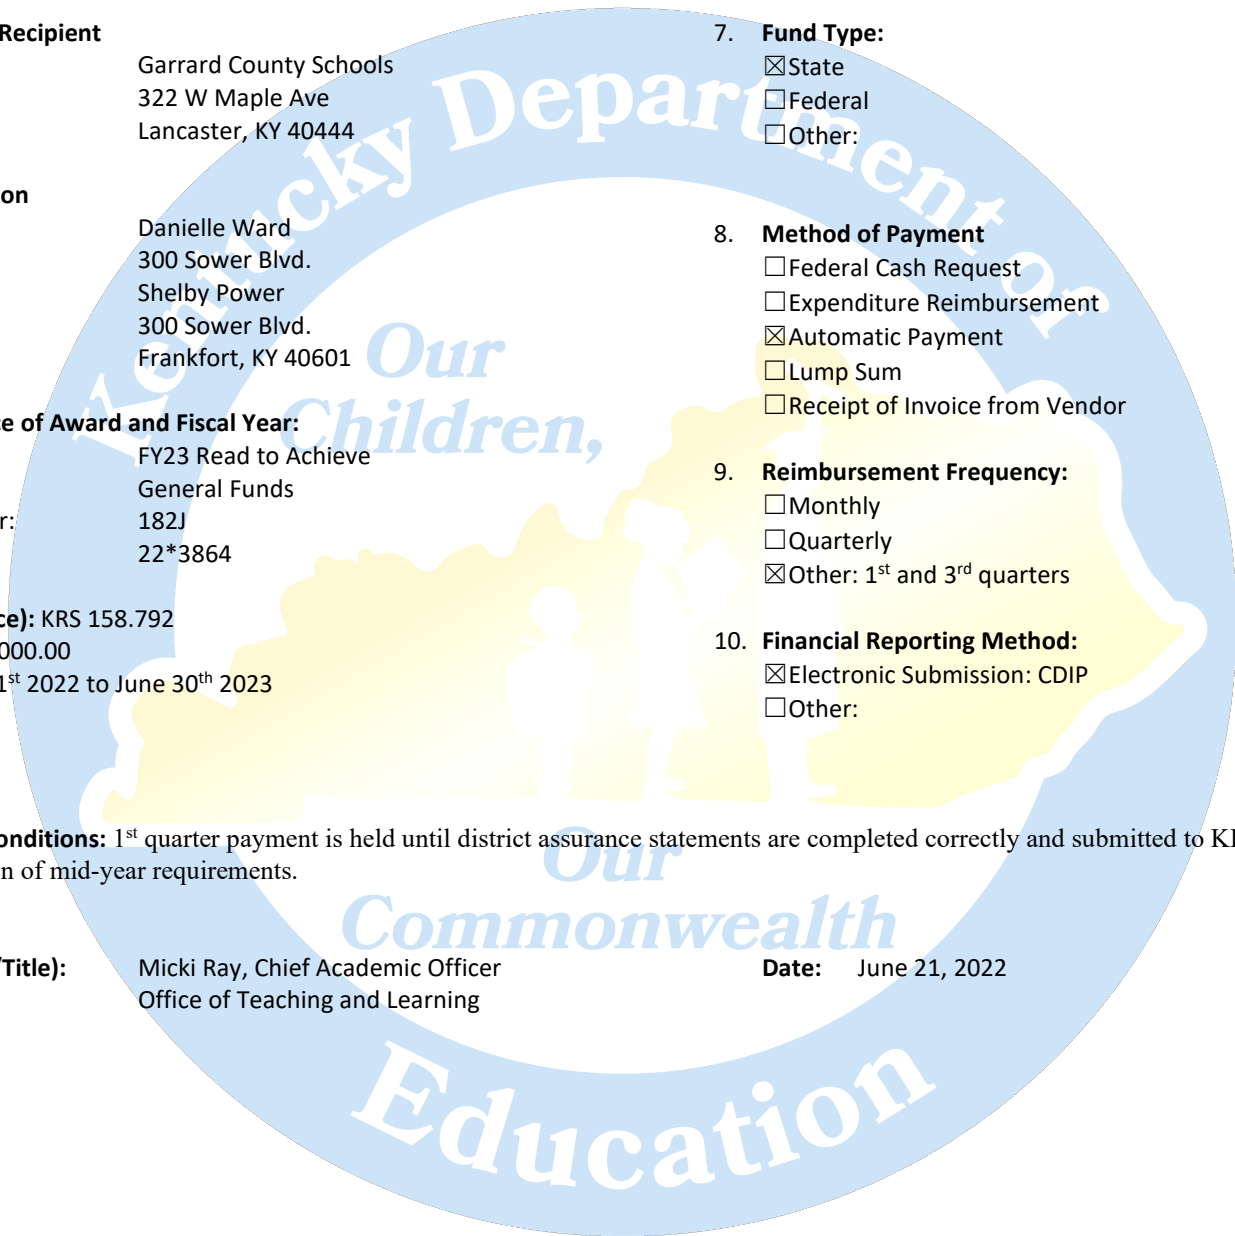 Recipient
Garrard County Schools
322 W Maple Ave
Lancaster, KY 40444
on
Danielle Ward
300 Sower Blvd.
Shelby Power
300 Sower Blvd.
Frankfort, KY 40601
ce of Award and Fiscal Year:
FY23 Read to Achieve
General Funds
r: 182J
22*3864
ce): KRS 158.792
000.00
1st 2022 to June 30th 2023
7. Fund Type:
☒State
☐Federal
☐Other:
8. Method of Payment
☐Federal Cash Request
☐Expenditure Reimbursement
☒Automatic Payment
☐Lump Sum
☐Receipt of Invoice from Vendor
9. Reimbursement Frequency:
☐Monthly
☐Quarterly
☒Other: 1st and 3rd quarters
10. Financial Reporting Method:
☒Electronic Submission: CDIP
☐Other:
onditions: 1st quarter payment is held until district assurance statements are completed correctly and submitted to K
n of mid-year requirements.
/Title): Micki Ray, Chief Academic Officer Date: June 21, 2022
Office of Teaching and Learning
Kentucky Department of
Education
Our
Children,
Our
Commonwealth